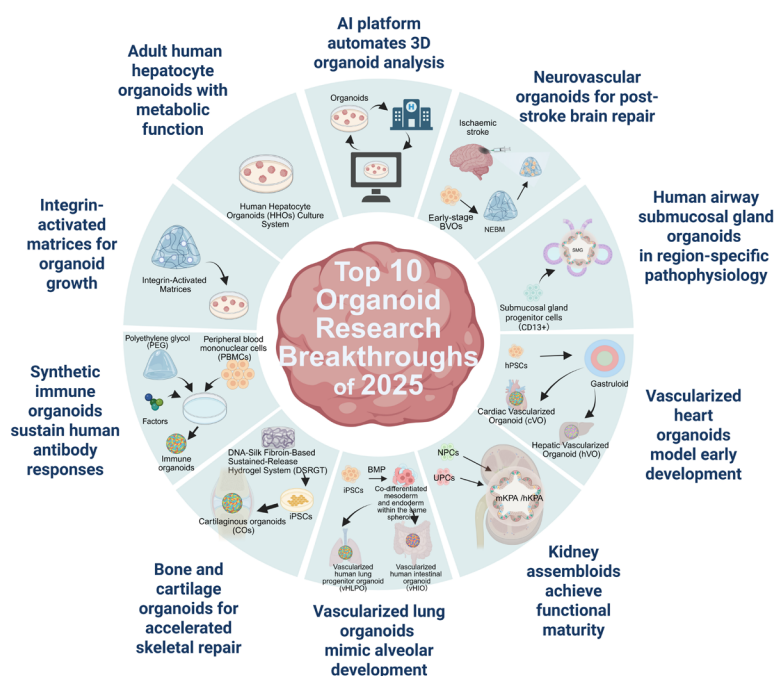 Top 10
Organoid
Research
Breakthroughs
of 2025
AI platform
automates 3D
organoid analysis
Organoids
H
Neurovascular
organoids for post-
stroke brain repair
Ischaemic
stroke
Early-stage
BVOs
NEBM
Human airway
submucosal gland
organoids
in region-specific
pathophysiology
SMG
Submucosal gland
progenitor cells
(CD13+)
Vascularized
heart
organoids
model early
development
hPSCs
Gastruloid
Cardiac Vascularized
Organoid (cVO)
Hepatic Vascularized
Organoid (hVO)
Kidney
assembloids
achieve
functional
maturity
NPCs
UPCs
mKPA /hKPA
Vascularized lung
organoids
mimic alveolar
development
iPSCs
BMP
Co-differentiated
mesoderm and
endoderm within the
same spheroid
Vascularized
human lung
progenitor organoid
(vHLPO)
Vascularized
human intestinal
organoid (vHIO)
Bone and
cartilage
organoids for
accelerated
skeletal repair
DNA-Silk Fibroin-Based
Sustained-Release
Hydrogel System (DSRGT)
iPSCs
Cartilaginous organoids
(COs)
Synthetic
immune
organoids
sustain human
antibody
responses
Polyethylene glycol
(PEG)
Peripheral blood
mononuclear cells
(PBMCs)
Factors
Immune
organoids
Integrin-
activated
matrices for
organoid
growth
Integrin-Activated
Matrices
Adult human
hepatocyte
organoids with
metabolic
function
Human Hepatocyte
Organoids (HHOs) Culture
System